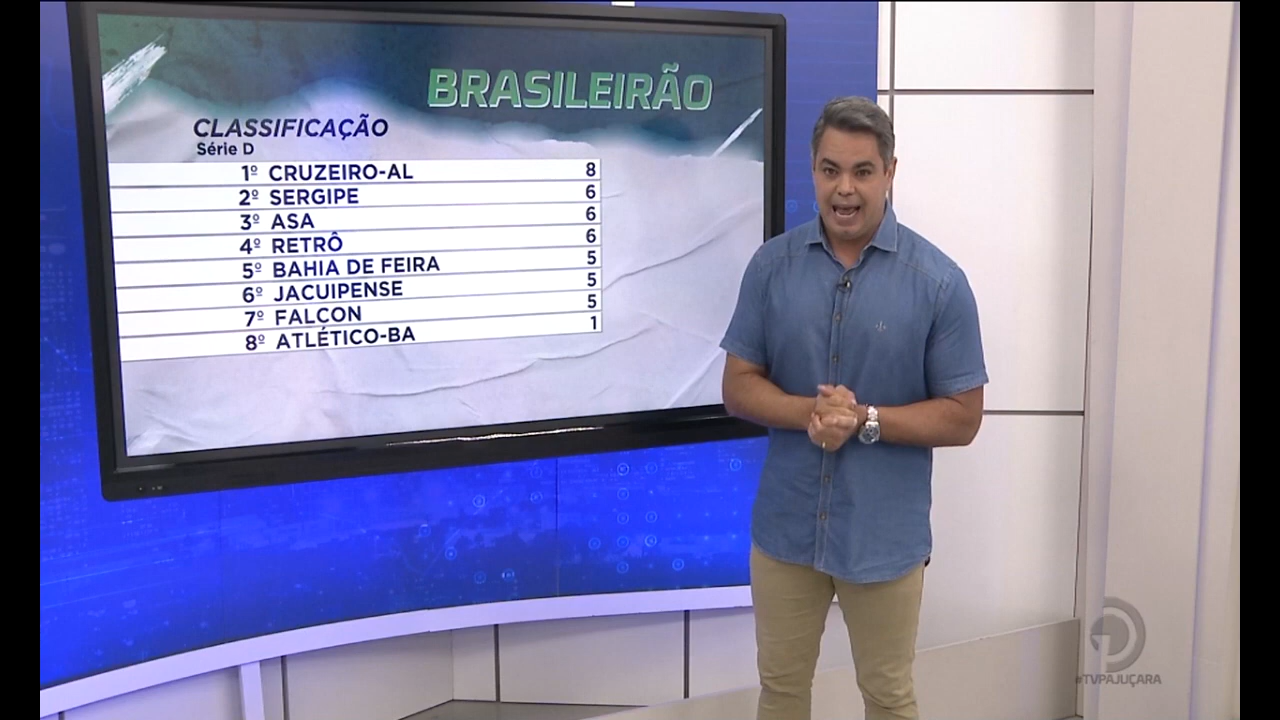 BRASILEIRÃO
CLASSIFICAÇÃO
Série D
1º CRUZEIRO-AL 8
2º SERGIPE 6
3º ASA 6
4º RETRÔ 6
5º BAHIA DE FEIRA 5
6º JACUIPENSE 5
7º FALCON 5
8º ATLÉTICO-BA 1
#TVPAJUÇARA